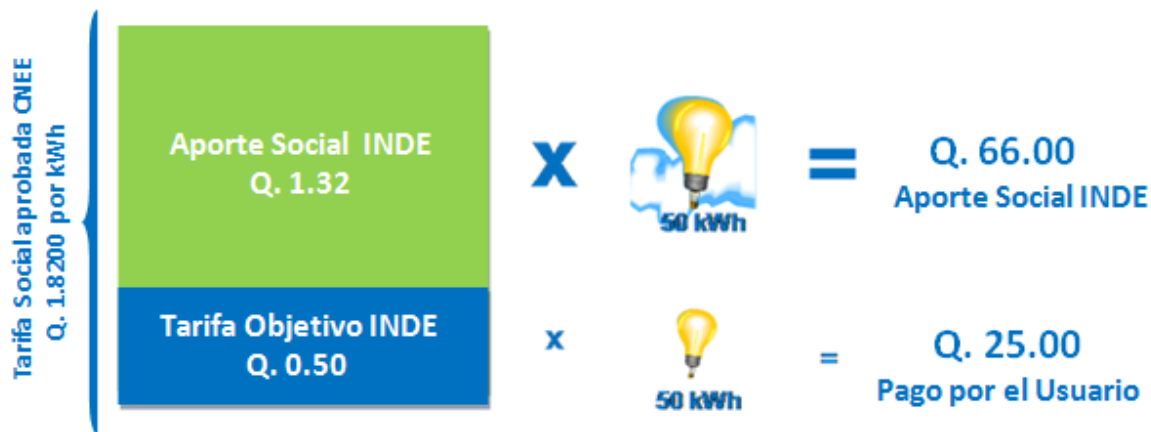 Tarifa Social aprobada CNEE
Q. 1.8200 por kWh
Aporte Social INDE
Q. 1.32
X
50 kWh
=
Q. 66.00
Aporte Social INDE
Tarifa Objetivo INDE
Q. 0.50
x
50 kWh
=
Q. 25.00
Pago por el Usuario